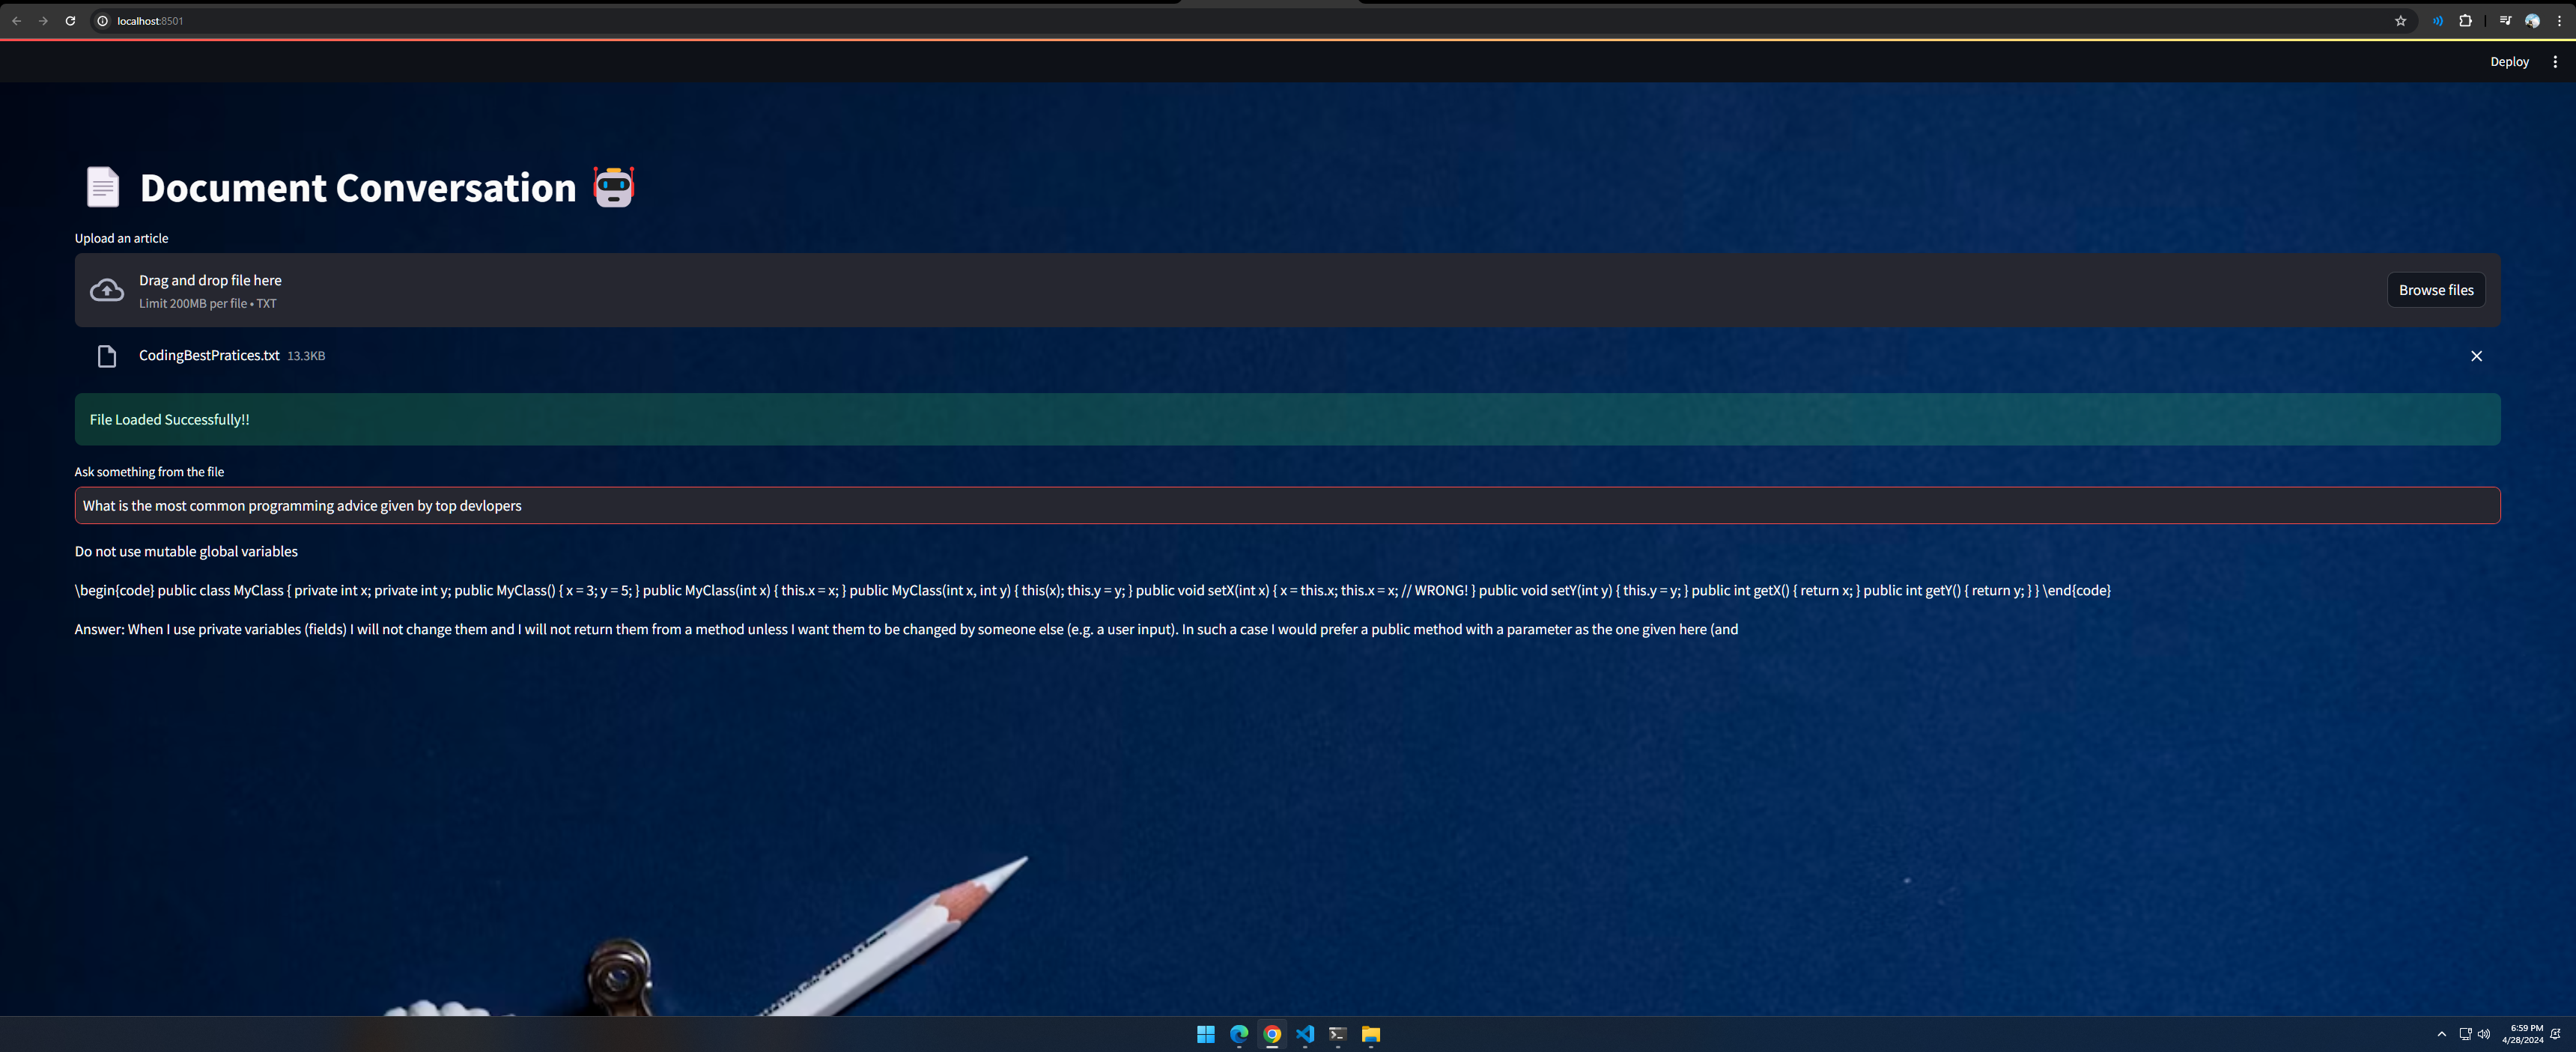 localhost:8501
Deploy
Document Conversation
Upload an article
Drag and drop file here
Limit 200MB per file • TXT
Browse files
CodingBestPratices.txt 13.3KB
File Loaded Successfully!!
Ask something from the file
What is the most common programming advice given by top devlopers
Do not use mutable global variables
\begin{code} public class MyClass { private int x; private int y; public MyClass() { x = 3; y = 5; } public MyClass(int x) { this.x = x; } public MyClass(int x, int y) { this(x); this.y = y; } public void setX(int x) { x = this.x; this.x = x; // WRONG! } public void setY(int y) { this.y = y; } public int getX() { return x; } public int getY() { return y; } } \end{code}
Answer: When I use private variables (fields) I will not change them and I will not return them from a method unless I want them to be changed by someone else (e.g. a user input). In such a case I would prefer a public method with a parameter as the one given here (and
6:59 PM
4/28/2024